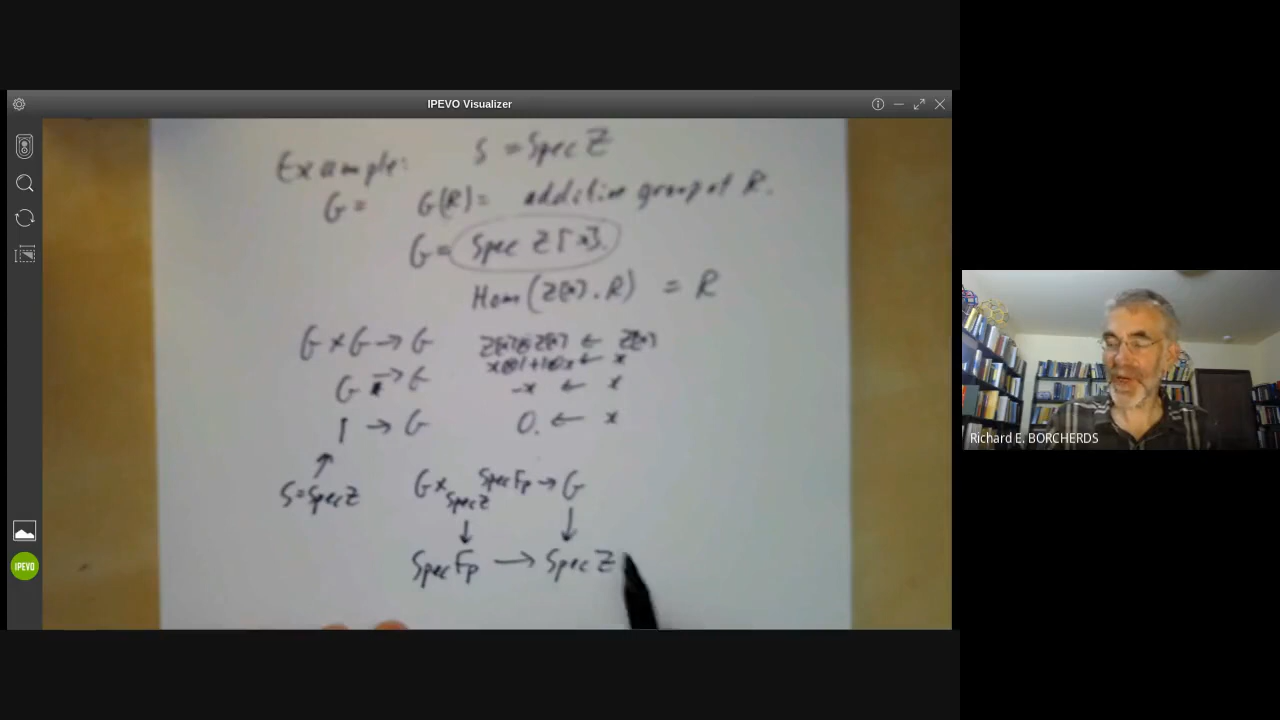 IPEVO Visualizer
Example: S = Spec Z
G = G(R) = additive group of R.
G = Spec Z[x].
Hom(Z[x], R) = R
G × G → G Z[x]⊗Z[x] ← Z[x]
x⊗1+1⊗x ← x
G → G -x ← x
1 → G 0. ← x
↑
S=Spec Z G ×_{Spec Z} Spec Fp → G
↓ ↓
Spec Fp → Spec Z
IPEVO
Richard E. BORCHERDS